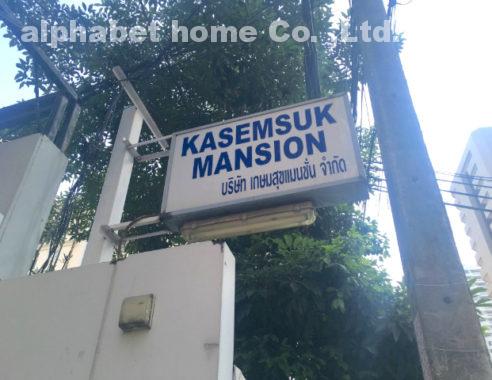 alphabet home Co., Ltd.
KASEMSUK
MANSION
บริษัท เกษมสุขแมนชั่น จำกัด